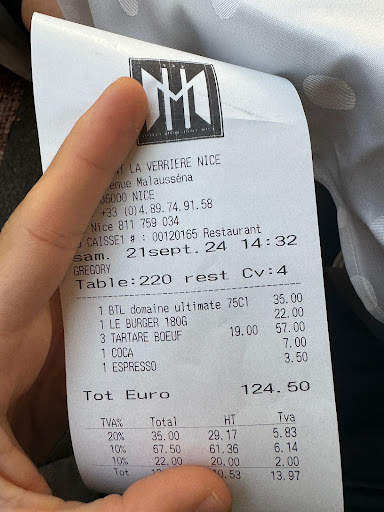 LA VERRIERE NICE
Malausséna
06000 NICE
+33 (0)4.89.74.91.58
Nice 811 759 034
CAISSE1 # : 00120165 Restaurant
sam. 21sept.24 14:32
GREGORY
Table:220 rest Cv:4
1 BTL domaine ultimate 75Cl 35.00
1 LE BURGER 180G 22.00
3 TARTARE BOEUF 19.00 57.00
1 COCA 7.00
1 ESPRESSO 3.50
Tot Euro 124.50
TVA% Total HT Tva
20% 35.00 29.17 5.83
10% 67.50 61.36 6.14
10% 22.00 20.00 2.00
Tot 13.97